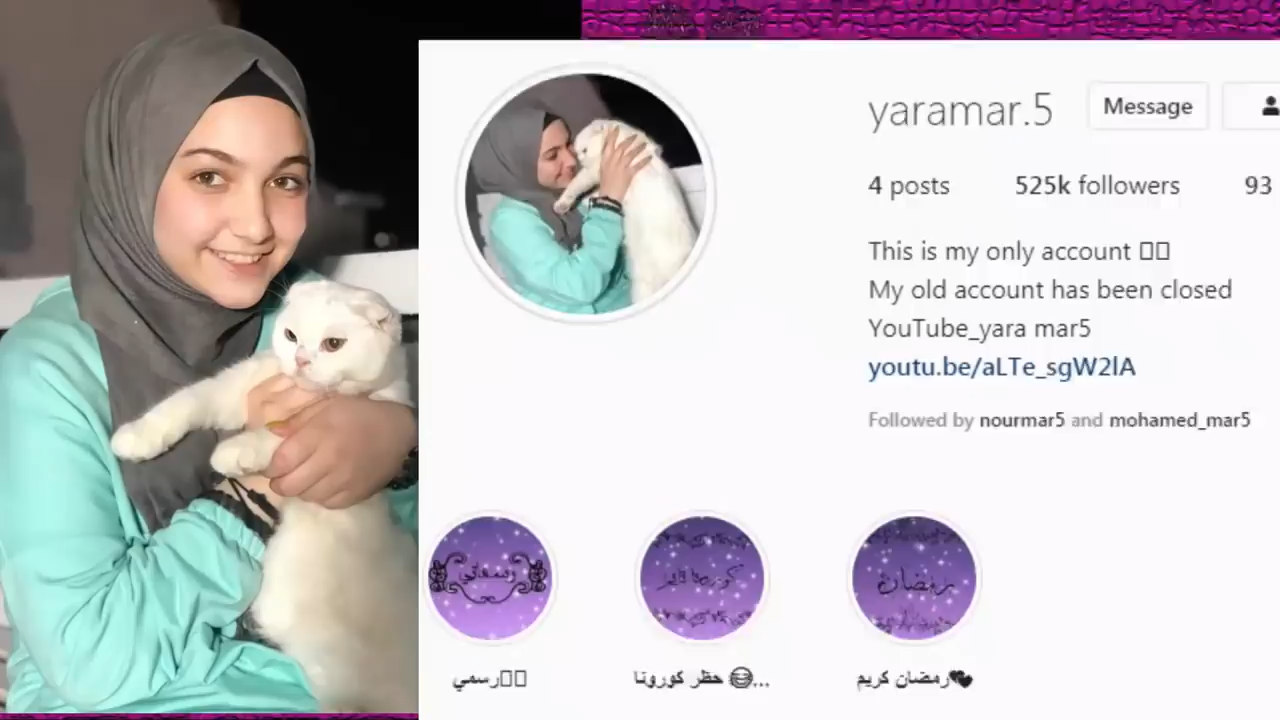 yaramar.5
Message
4 posts
525k followers
93
This is my only account
My old account has been closed
YouTube_yara mar5
youtu.be/aLTe_sgW2lA
Followed by nourmar5 and mohamed_mar5
رمضان
رسمي
حظر كورونا ...
رمضان كريم